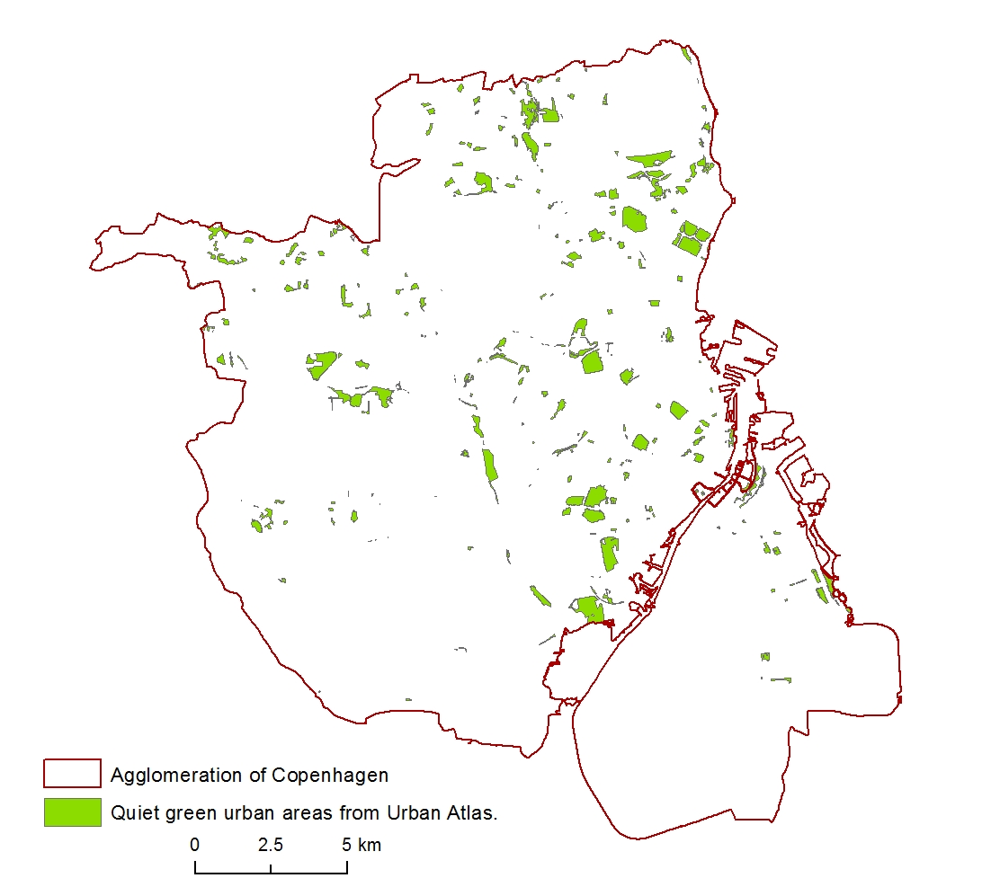 Agglomeration of Copenhagen
Quiet green urban areas from Urban Atlas.
0 2.5 5 km